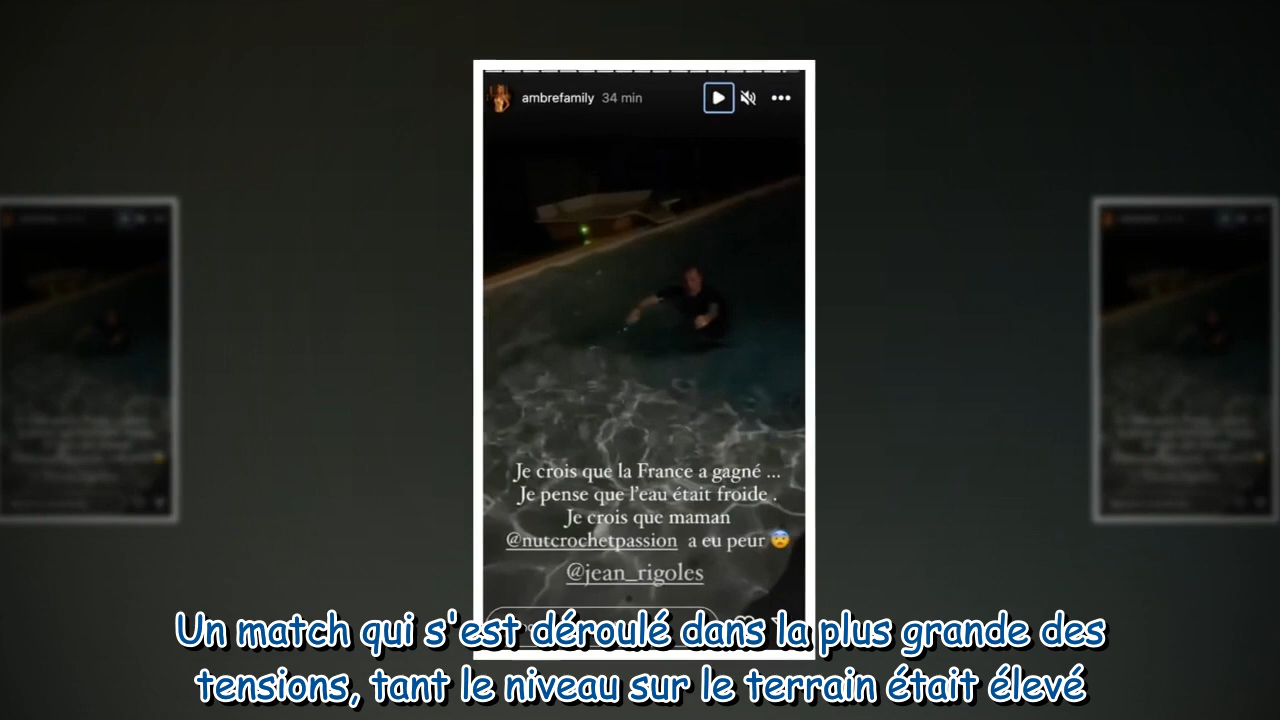 ambrefamily 34 min
Je crois que la France a gagné ...
Je pense que l'eau était froide .
Je crois que maman
@nutcrochetpassion a eu peur 😨
@jean_rigoles
Un match qui s'est déroulé dans la plus grande des
tensions, tant le niveau sur le terrain était élevé